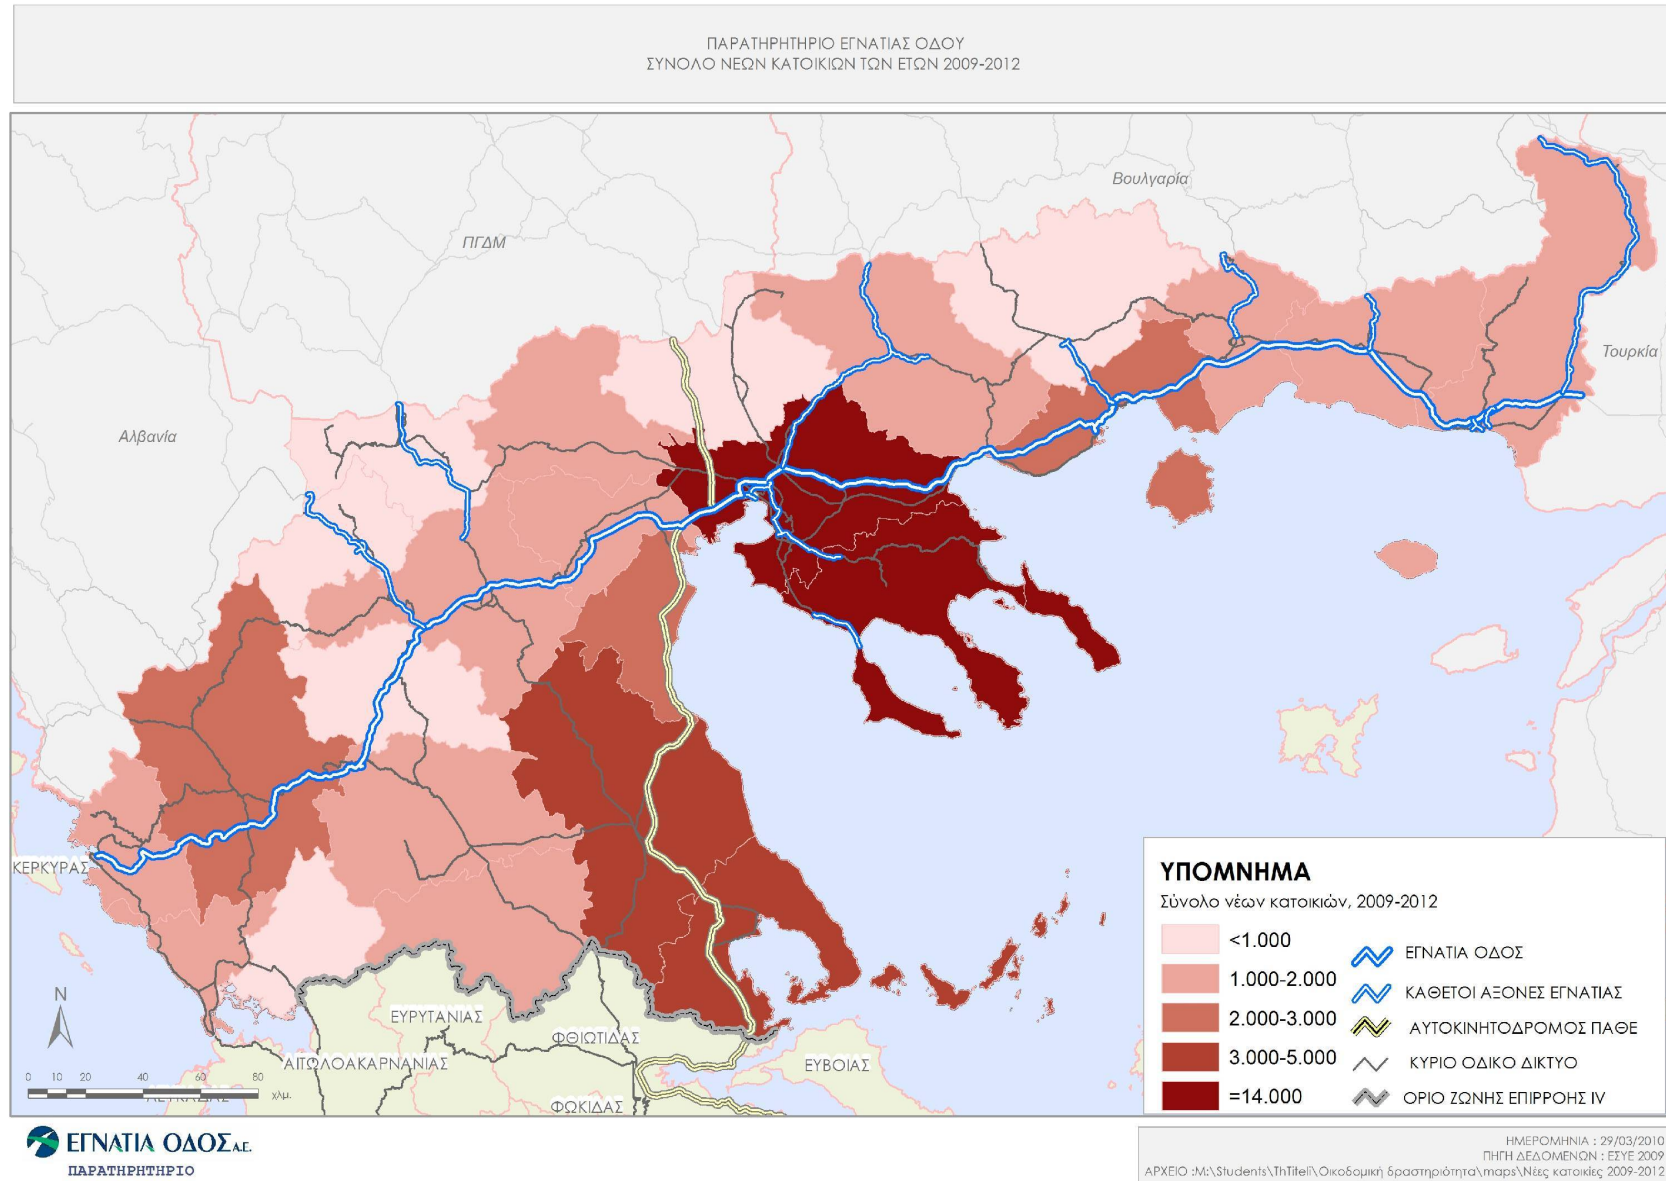 ΠΑΡΑΤΗΡΗΤΗΡΙΟ ΕΓΝΑΤΙΑΣ ΟΔΟΥ
ΣΥΝΟΛΟ ΝΕΩΝ ΚΑΤΟΙΚΙΩΝ ΤΩΝ ΕΤΩΝ 2009-2012
Βουλγαρία
ΠΓΔΜ
Τουρκία
Αλβανία
ΚΕΡΚΥΡΑΣ
ΕΥΡΥΤΑΝΙΑΣ
ΦΘΙΩΤΙΔΑΣ
ΑΙΤΩΛΟΑΚΑΡΝΑΝΙΑΣ
ΕΥΒΟΙΑΣ
ΦΩΚΙΔΑΣ
ΛΕΥΚΑΔΑΣ
N
0 10 20 40 60 80
χλμ.
ΥΠΟΜΝΗΜΑ
Σύνολο νέων κατοικιών, 2009-2012
<1.000
1.000-2.000
2.000-3.000
3.000-5.000
=14.000
ΕΓΝΑΤΙΑ ΟΔΟΣ
ΚΑΘΕΤΟΙ ΑΞΟΝΕΣ ΕΓΝΑΤΙΑΣ
ΑΥΤΟΚΙΝΗΤΟΔΡΟΜΟΣ ΠΑΘΕ
ΚΥΡΙΟ ΟΔΙΚΟ ΔΙΚΤΥΟ
ΟΡΙΟ ΖΩΝΗΣ ΕΠΙΡΡΟΗΣ IV
ΕΓΝΑΤΙΑ ΟΔΟΣ Α.Ε.
ΠΑΡΑΤΗΡΗΤΗΡΙΟ
ΗΜΕΡΟΜΗΝΙΑ : 29/03/2010
ΠΗΓΗ ΔΕΔΟΜΕΝΩΝ : ΕΣΥΕ 2009
ΑΡΧΕΙΟ :M:\Students\ThTiteli\Οικοδομική δραστηριότητα\maps\Νέες κατοικίες 2009-2012